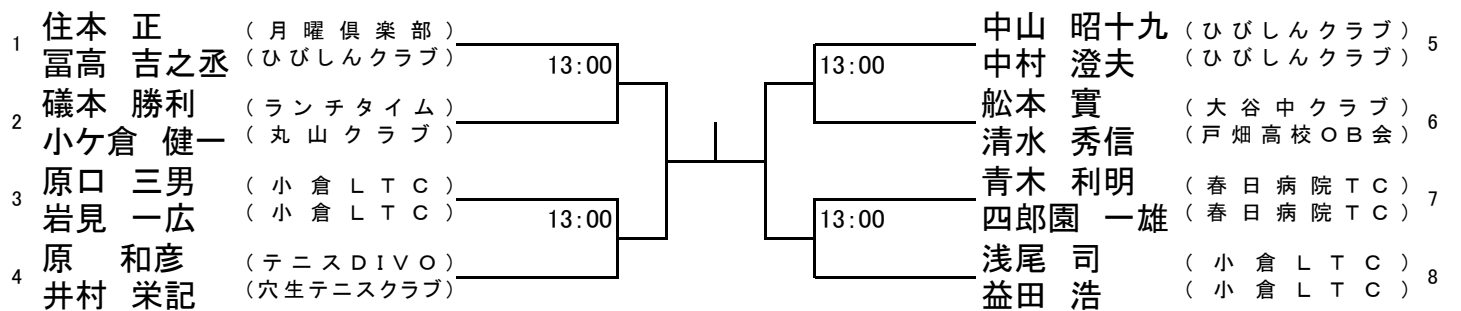 1 住本 正 (月曜倶楽部)
冨高 吉之丞 (ひびしんクラブ)
13:00
2 礒本 勝利 (ランチタイム)
小ケ倉 健一 (丸山クラブ)
3 原口 三男 (小倉LTC)
岩見 一広 (小倉LTC)
13:00
4 原 和彦 (テニスDIVO)
井村 栄記 (穴生テニスクラブ)
中山 昭十九 (ひびしんクラブ) 5
中村 澄夫 (ひびしんクラブ)
13:00
舩本 實 (大谷中クラブ) 6
清水 秀信 (戸畑高校OB会)
青木 利明 (春日病院TC) 7
四郎園 一雄 (春日病院TC)
13:00
浅尾 司 (小倉LTC) 8
益田 浩 (小倉LTC)